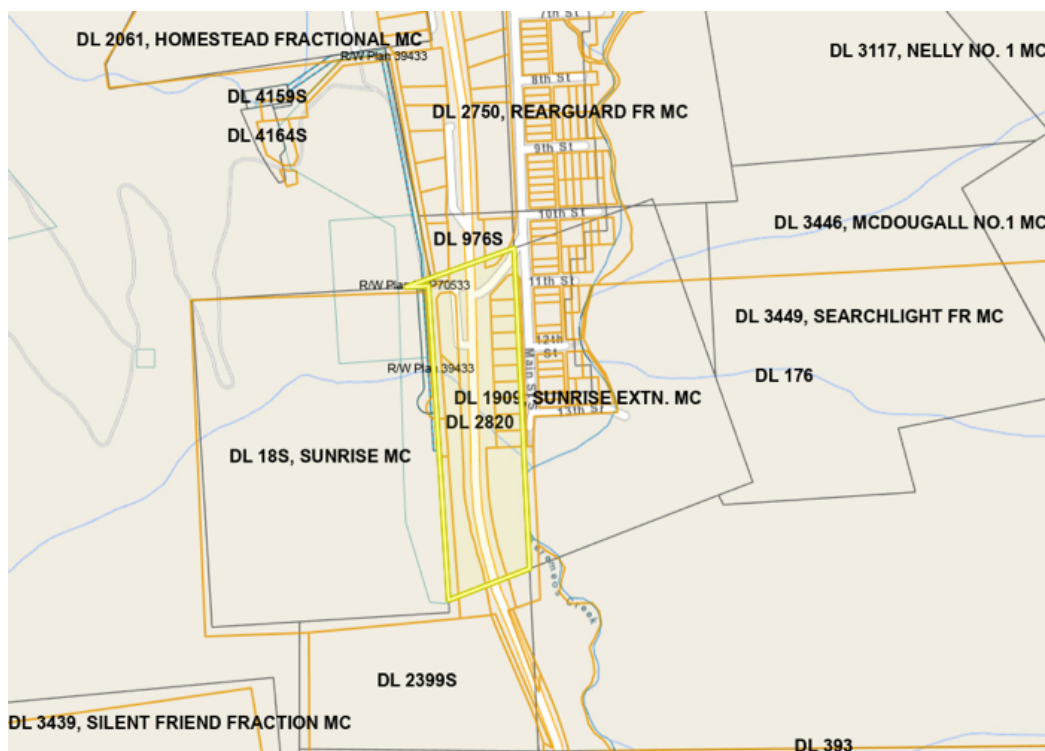 7th St
DL 2061, HOMESTEAD FRACTIONAL MC
R/W Plan 39433
DL 3117, NELLY NO. 1 MC
8th St
DL 4159S
DL 2750, REARGUARD FR MC
DL 4164S
9th St
10th St
DL 3446, MCDOUGALL NO.1 MC
DL 976S
11th St
R/W Plan
P70533
DL 3449, SEARCHLIGHT FR MC
12th
St
R/W Plan 39433
DL 176
Main St S
DL 1909, SUNRISE EXTN. MC
13th St
DL 2820
DL 18S, SUNRISE MC
Keremeos Creek
DL 2399S
DL 3439, SILENT FRIEND FRACTION MC
DL 393